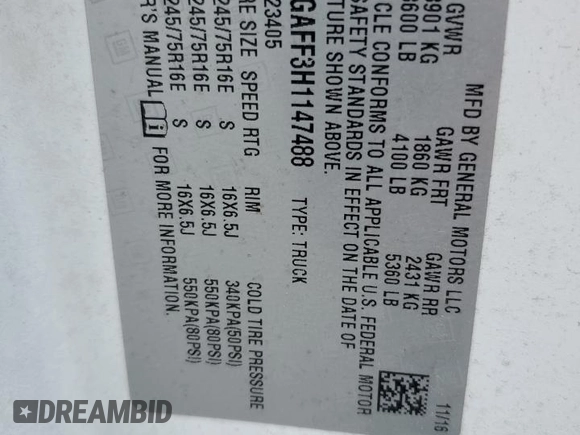 MFD BY GENERAL MOTORS LLC 11/16
GVWR GAWR FRT GAWR RR
3901 KG 1860 KG 2431 KG
8600 LB 4100 LB 5360 LB
CLE CONFORMS TO ALL APPLICABLE U.S. FEDERAL MOTOR
SAFETY STANDARDS IN EFFECT ON THE DATE OF
TURE SHOWN ABOVE.
GAFF3H1147488 TYPE: TRUCK
23405
RE SIZE SPEED RTG RIM COLD TIRE PRESSURE
245/75R16E S 16X6.5J 340KPA(50PSI)
245/75R16E S 16X6.5J 550KPA(80PSI)
245/75R16E S 16X6.5J 550KPA(80PSI)
R'S MANUAL FOR MORE INFORMATION.
DREAMBID